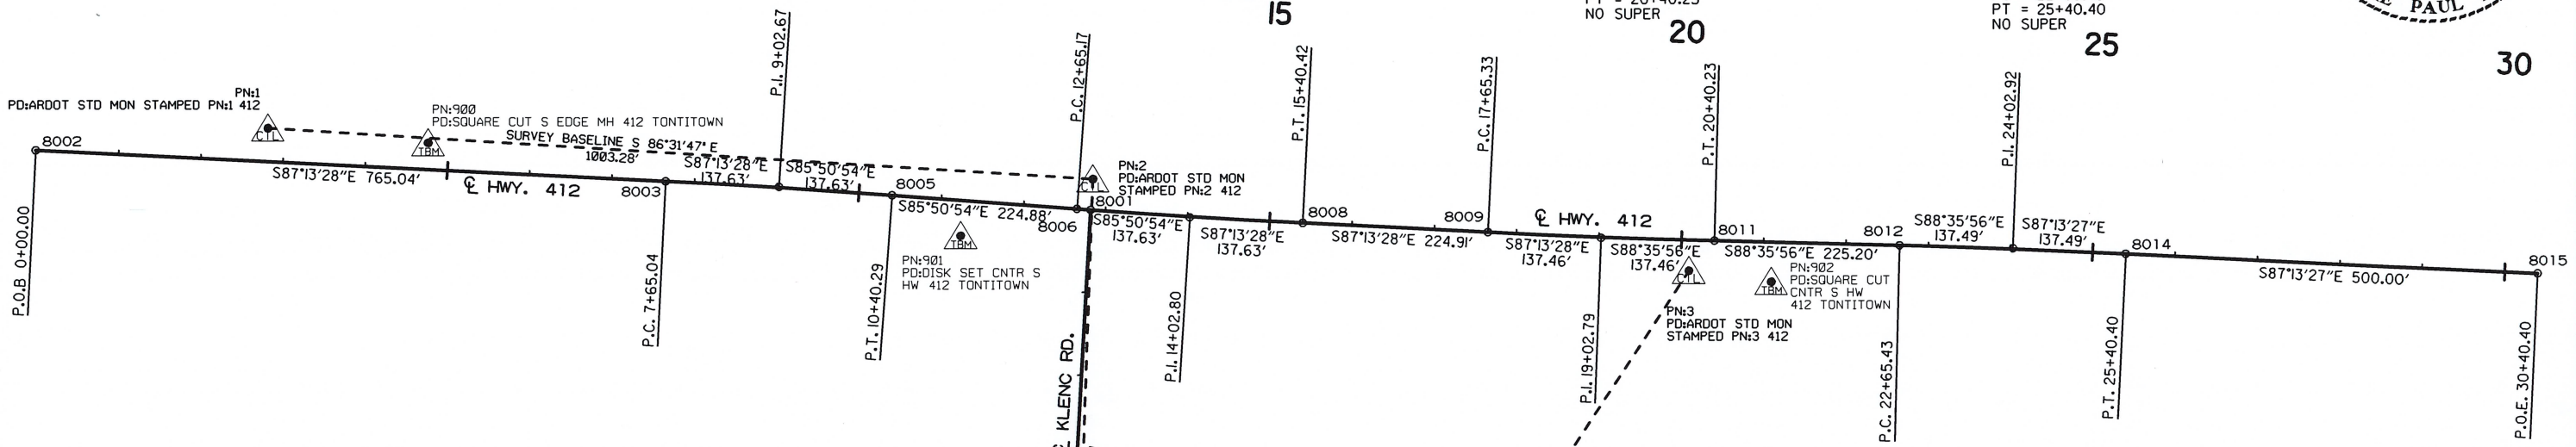 15
NO SUPER
20
PT = 25+40.40
NO SUPER
PAUL
25
30
P.I. 9+02.67
P.C. 12+65.17
P.T. 15+40.42
P.C. 17+65.33
P.T. 20+40.23
P.I. 24+02.92
PN:1
PD:ARDOT STD MON STAMPED PN:1 412
CTL
PN:900
PD:SQUARE CUT S EDGE MH 412 TONTITOWN
TBM
SURVEY BASELINE S 86°31'47" E
1003.28'
8002
S87°13'28"E 765.04'
℄ HWY. 412
8003
S87°13'28"E
137.63'
S85°50'54"E
137.63'
8005
S85°50'54"E 224.88'
PN:2
PD:ARDOT STD MON
STAMPED PN:2 412
CTL
8001
8006
S85°50'54"E
137.63'
S87°13'28"E
137.63'
8008
S87°13'28"E 224.91'
8009
℄ HWY. 412
S87°13'28"E
137.46'
S88°35'56"E
137.46'
8011
S88°35'56"E 225.20'
8012
S88°35'56"E
137.49'
S87°13'27"E
137.49'
8014
S87°13'27"E 500.00'
8015
TBM
PN:901
PD:DISK SET CNTR S
HW 412 TONTITOWN
CTL
PN:3
PD:ARDOT STD MON
STAMPED PN:3 412
TBM
PN:902
PD:SQUARE CUT
CNTR S HW
412 TONTITOWN
P.O.B 0+00.00
P.C. 7+65.04
P.T. 10+40.29
KLENC RD.
P.I. 14+02.80
P.I. 19+02.79
P.C. 22+65.43
P.T. 25+40.40
P.O.E. 30+40.40